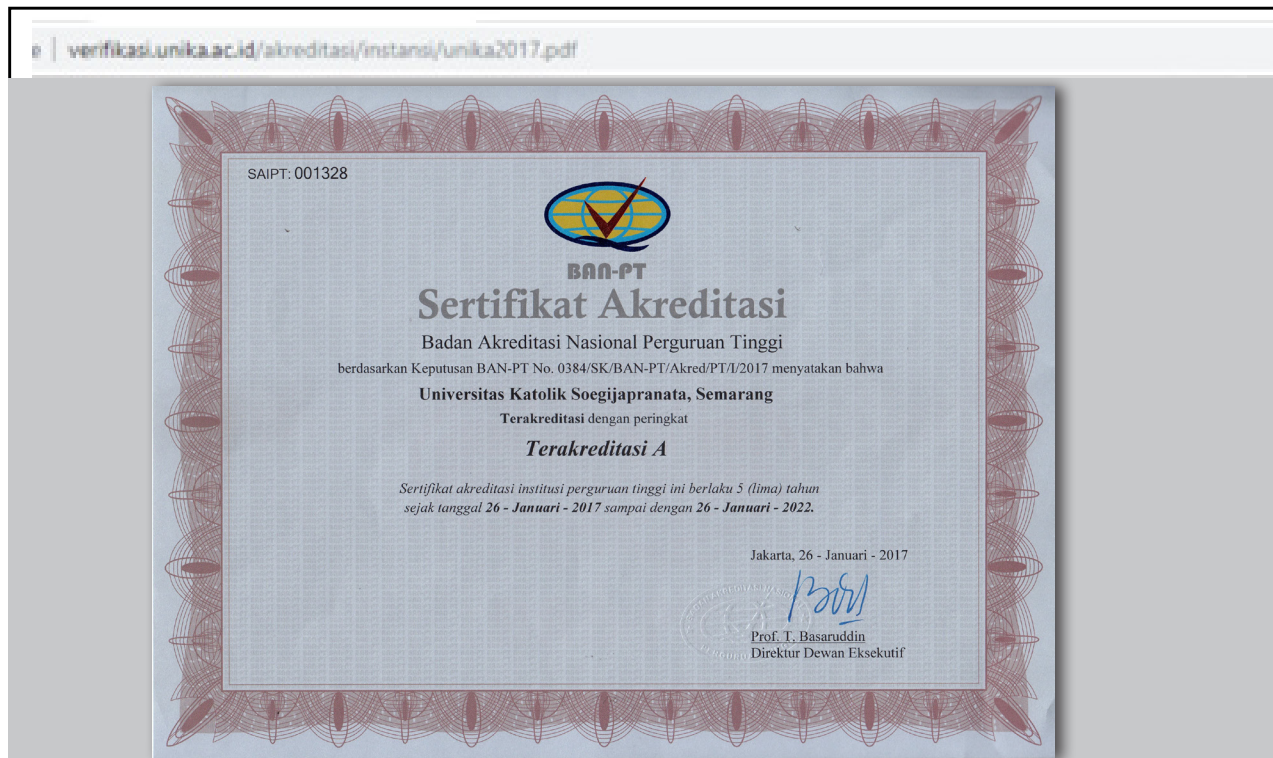 verifikasi.unika.ac.id/akreditasi/instansi/unika2017.pdf
SAIPT: 001328
BAN-PT
Sertifikat Akreditasi
Badan Akreditasi Nasional Perguruan Tinggi
berdasarkan Keputusan BAN-PT No. 0384/SK/BAN-PT/Akred/PT/I/2017 menyatakan bahwa
Universitas Katolik Soegijapranata, Semarang
Terakreditasi dengan peringkat
Terakreditasi A
Sertifikat akreditasi institusi perguruan tinggi ini berlaku 5 (lima) tahun
sejak tanggal 26 - Januari - 2017 sampai dengan 26 - Januari - 2022.
Jakarta, 26 - Januari - 2017
Prof. T. Basaruddin
Direktur Dewan Eksekutif